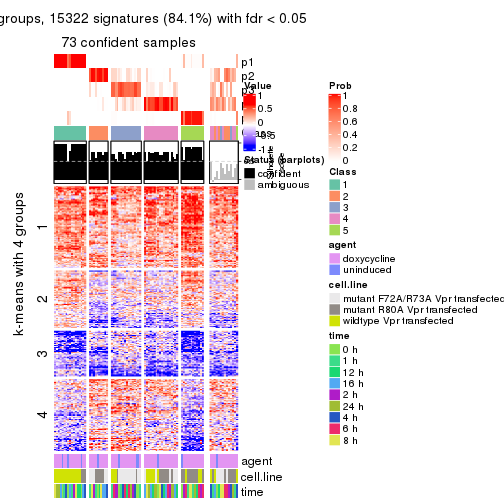 groups, 15322 signatures (84.1%) with fdr < 0.05
73 confident samples
p1
p2
Value
1
0.5
0
-0.5
-1
Status (barplots)
confident
ambiguous
Prob
1
0.8
0.6
0.4
0.2
0
Class
1
2
3
4
5
agent
doxycycline
uninduced
cell.line
mutant F72A/R73A Vpr transfected
mutant R80A Vpr transfected
wildtype Vpr transfected
time
0 h
1 h
12 h
16 h
2 h
24 h
4 h
6 h
8 h
k-means with 4 groups
1
2
3
4
agent
cell.line
time